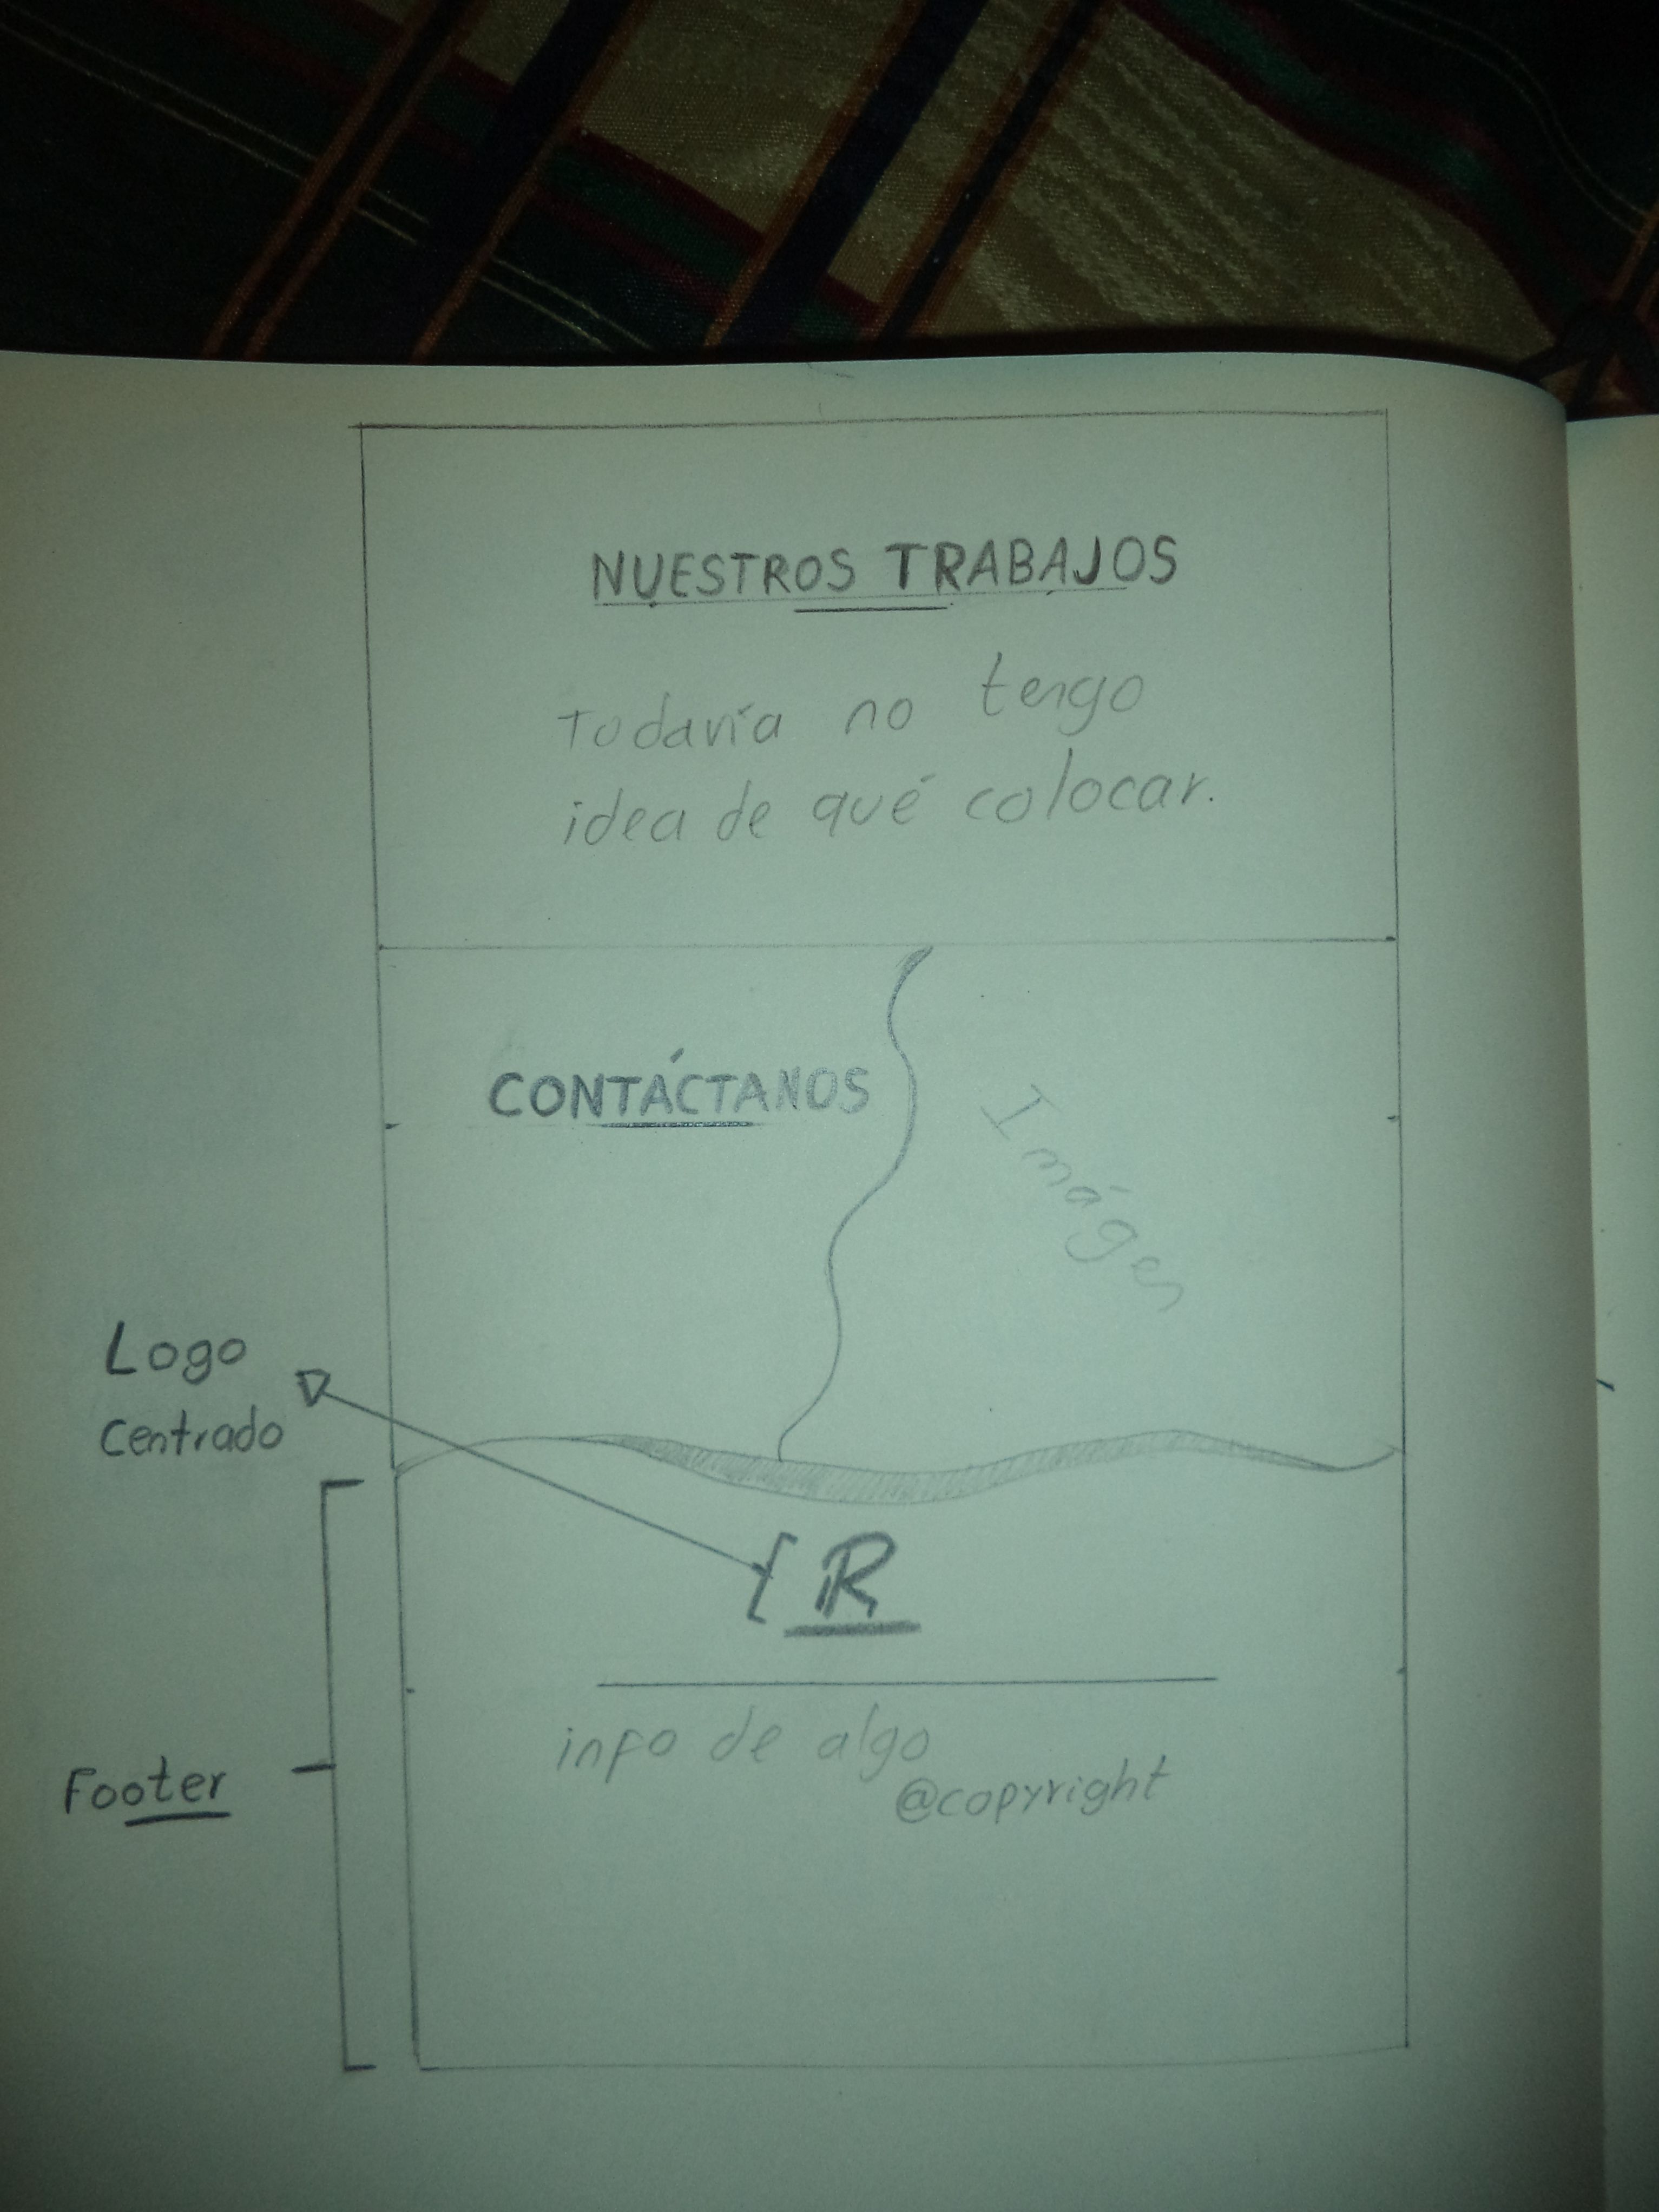 NUESTROS TRABAJOS
Todavía no tengo
idea de qué colocar.
CONTÁCTANOS
Imágen
Logo
Centrado
R
info de algo
@copyright
Footer